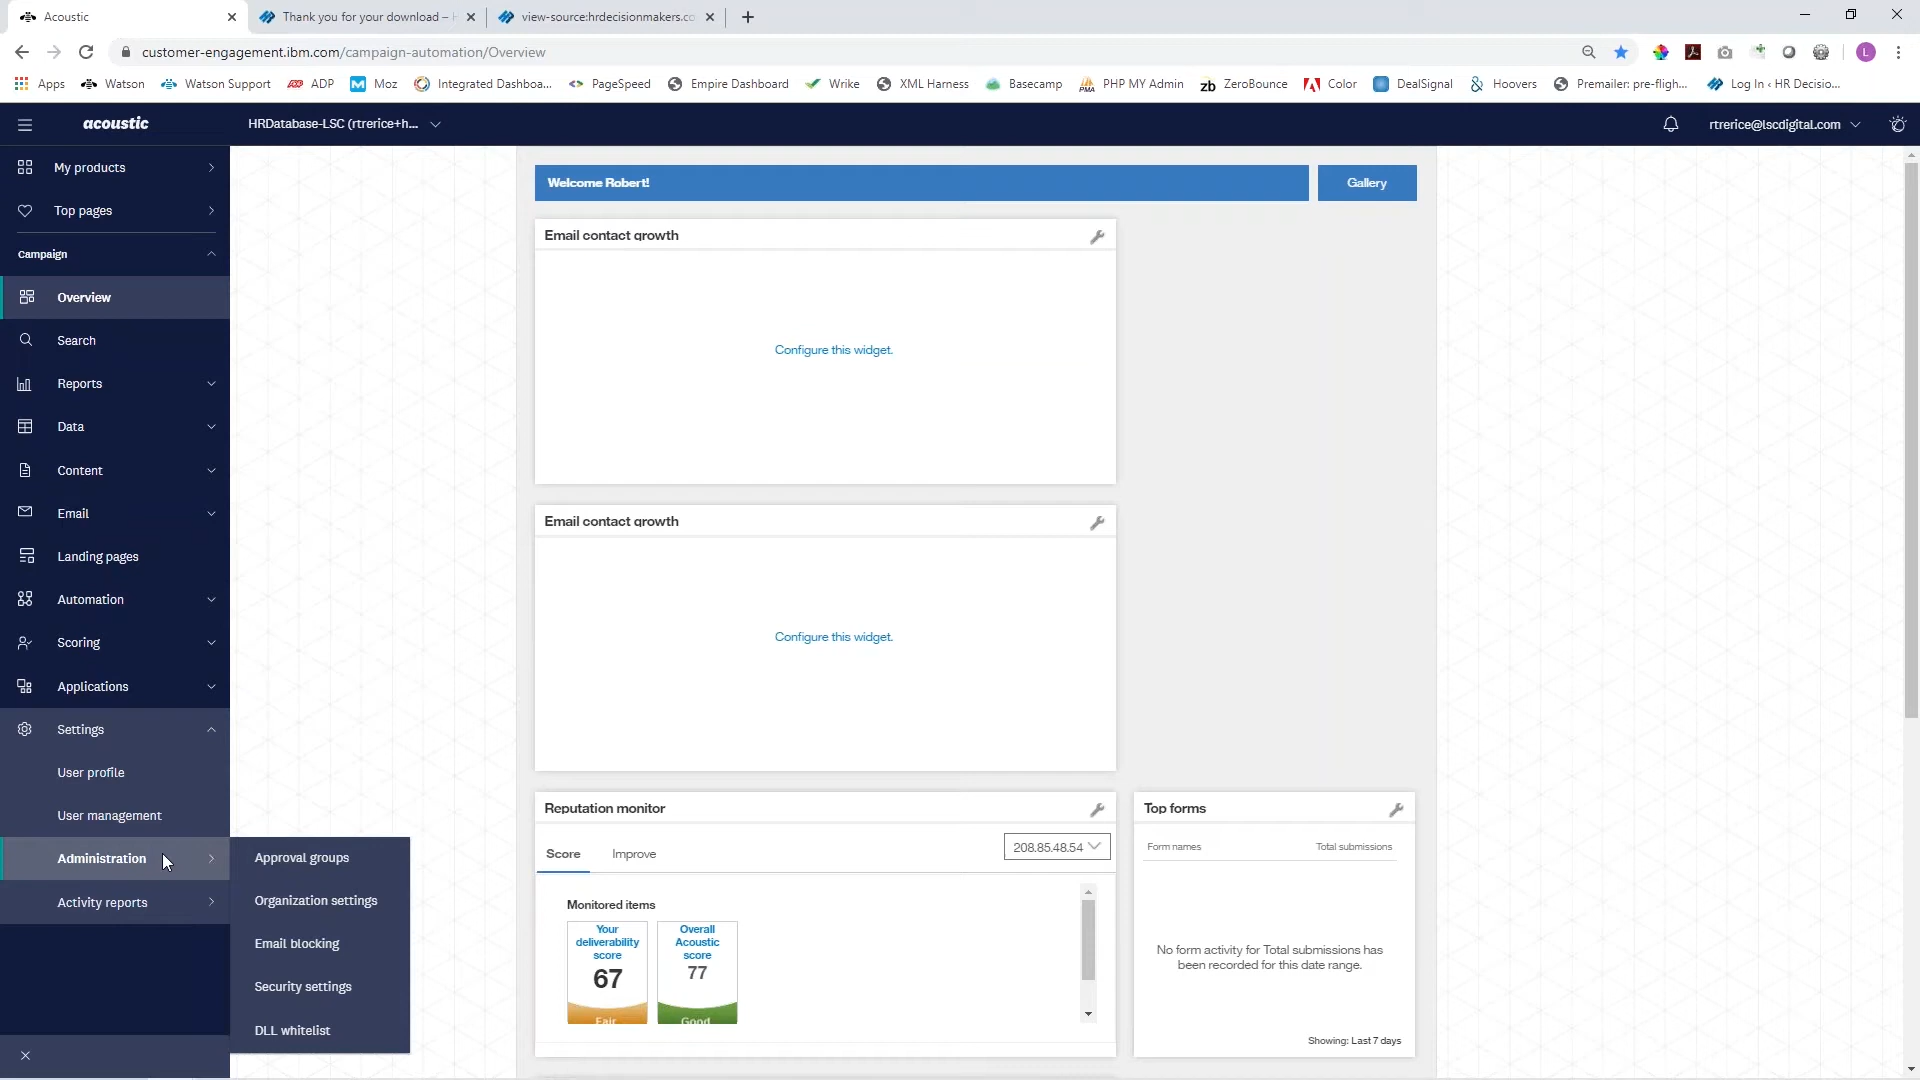 Acoustic
Thank you for your download –
view-source:hrdecisionmakers.co
customer-engagement.ibm.com/campaign-automation/Overview
L
Apps
Watson
Watson Support
ADP
Moz
Integrated Dashboa...
PageSpeed
Empire Dashboard
Wrike
XML Harness
Basecamp
PHP MY Admin
ZeroBounce
Color
DealSignal
Hoovers
Premailer: pre-fligh...
Log In ‹ HR Decisio...
acoustic
HRDatabase-LSC (rtrerice+h...
rtrerice@lscdigital.com
My products
Top pages
Campaign
Overview
Search
Reports
Data
Content
Email
Landing pages
Automation
Scoring
Applications
Settings
User profile
User management
Administration
Activity reports
Approval groups
Organization settings
Email blocking
Security settings
DLL whitelist
Welcome Robert!
Gallery
Email contact growth
Configure this widget.
Email contact growth
Configure this widget.
Reputation monitor
Score
Improve
208.85.48.54
Monitored items
Your
deliverability
score
67
Fair
Overall
Acoustic
score
77
Good
Top forms
Form names
Total submissions
No form activity for Total submissions has
been recorded for this date range.
Showing: Last 7 days